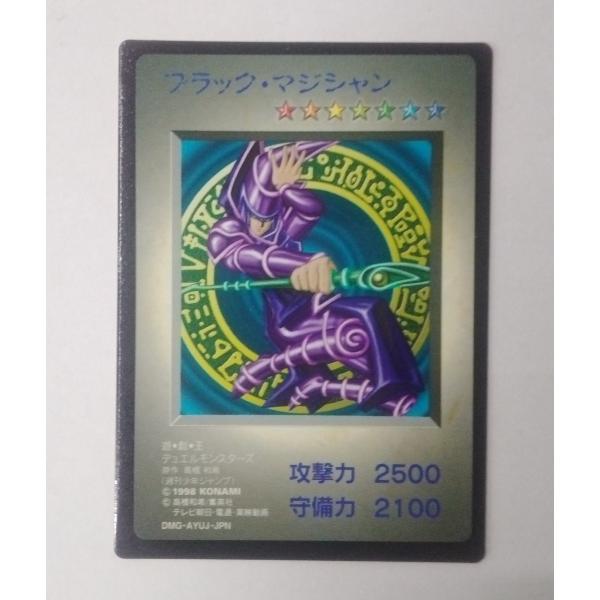 ブラック・マジシャン
遊★戯★王
デュエルモンスターズ
原作 高橋 和希
(週刊少年ジャンプ)
©1998 KONAMI
©高橋和希/集英社
テレビ朝日・電通・東映動画
DMG-AYUJ-JPN
攻撃力 2500
守備力 2100